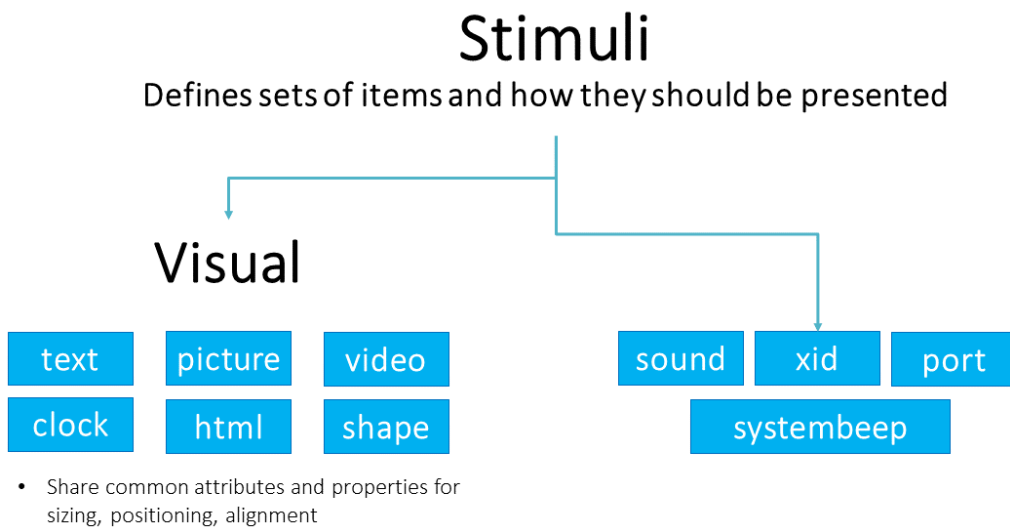 Stimuli
Defines sets of items and how they should be presented
Visual
text
picture
video
clock
html
shape
• Share common attributes and properties for
sizing, positioning, alignment
sound
xid
port
systembeep